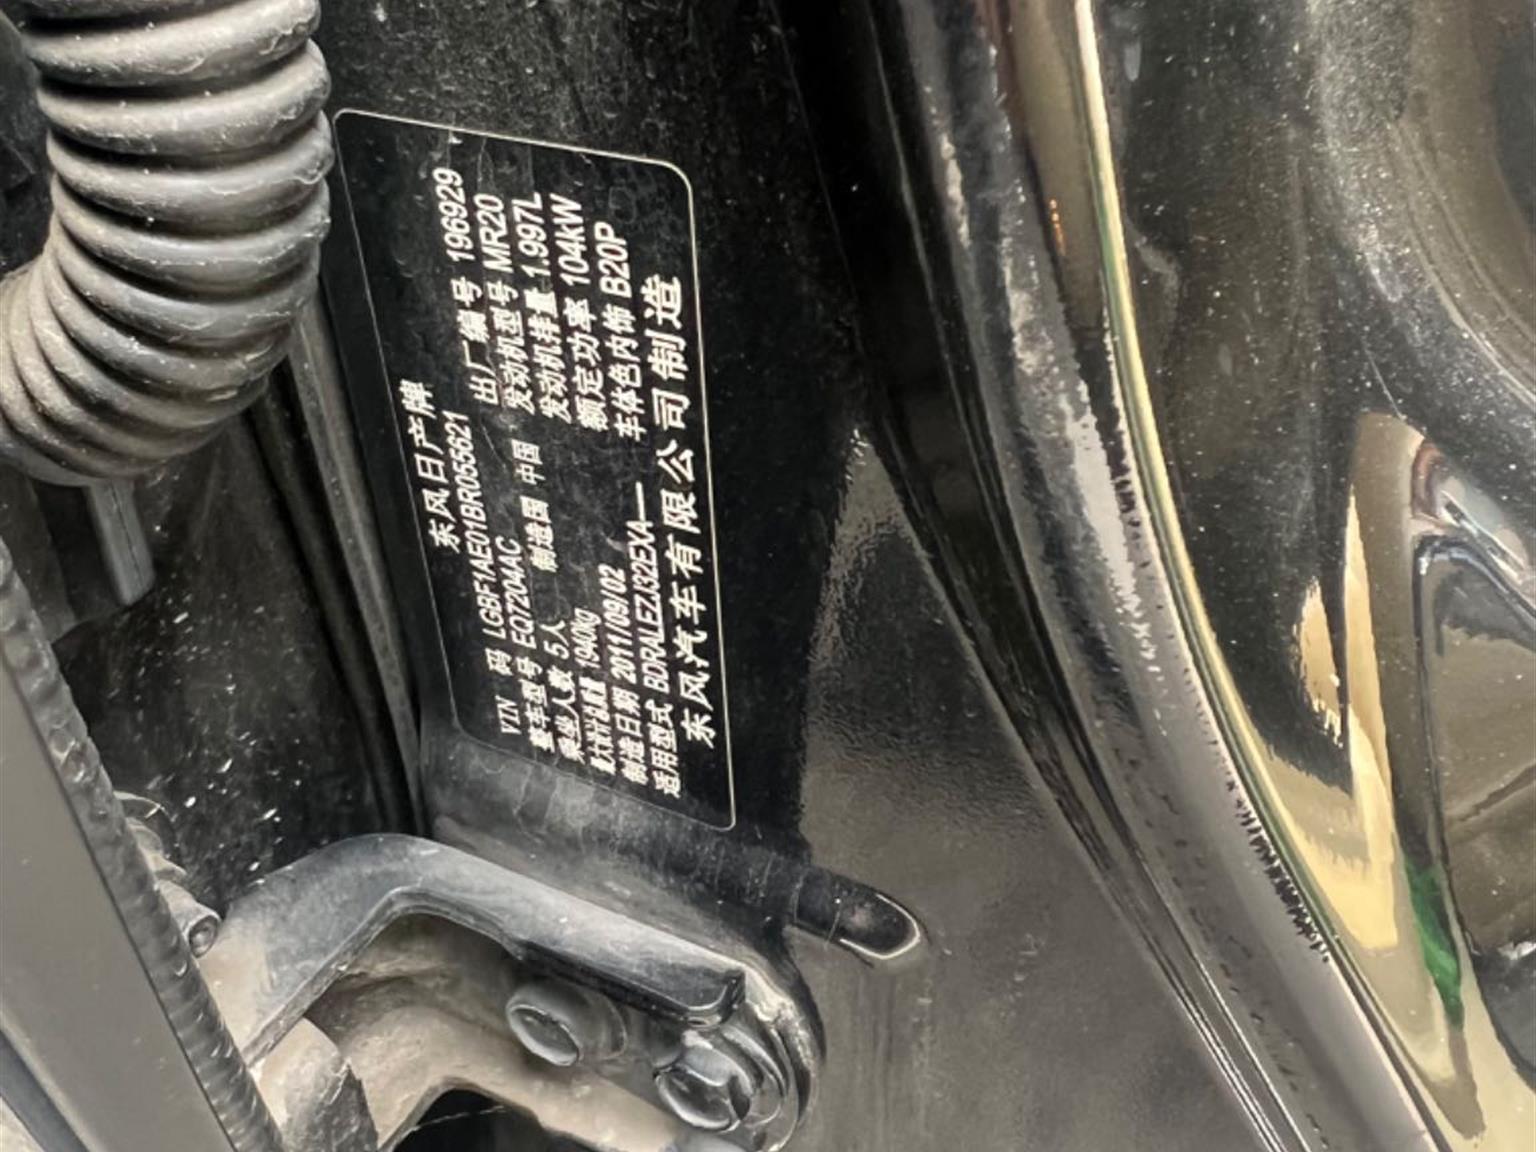 东风日产牌
VIN 码 LGBF1AE01BR055621 出厂编号 196929
整车型号 EQ7204AC 发动机型号 MR20
乘坐人数 5人 制造国 中国 发动机排量 1.997L
最大设计总质量 1940kg 额定功率 104kW
制造日期 2011/09/02 车体色内饰 B20P
适用型式 BDRALEZJ32EXA—
东风汽车有限公司制造